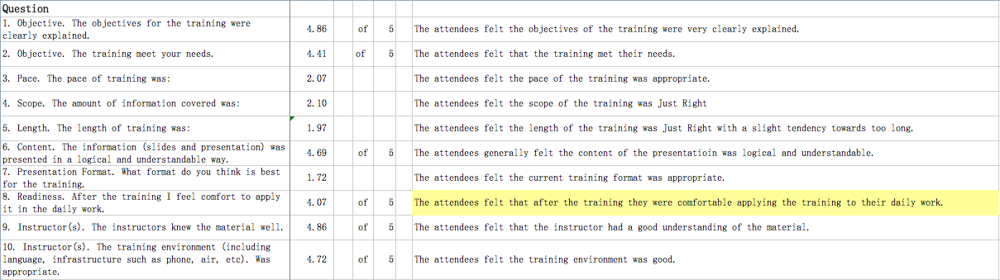 Question
1. Objective. The objectives for the training were
clearly explained.
4.86 of 5 The attendees felt the objectives of the training were very clearly explained.
2. Objective. The training meet your needs.
4.41 of 5 The attendees felt that the training met their needs.
3. Pace. The pace of training was:
2.07 The attendees felt the pace of the training was appropriate.
4. Scope. The amount of information covered was:
2.10 The attendees felt the scope of the training was Just Right
5. Length. The length of training was:
1.97 The attendees felt the length of the training was Just Right with a slight tendency towards too long.
6. Content. The information (slides and presentation) was
presented in a logical and understandable way.
4.69 of 5 The attendees generally felt the content of the presentatioin was logical and understandable.
7. Presentation Format. What format do you think is best
for the training.
1.72 The attendees felt the current training format was appropriate.
8. Readiness. After the training I feel comfort to apply
it in the daily work.
4.07 of 5 The attendees felt that after the training they were comfortable applying the training to their daily work.
9. Instructor(s). The instructors knew the material well.
4.86 of 5 The attendees felt that the instructor had a good understanding of the material.
10. Instructor(s). The training environment (including
language, infrastructure such as phone, air, etc). Was
appropriate.
4.72 of 5 The attendees felt the training environment was good.